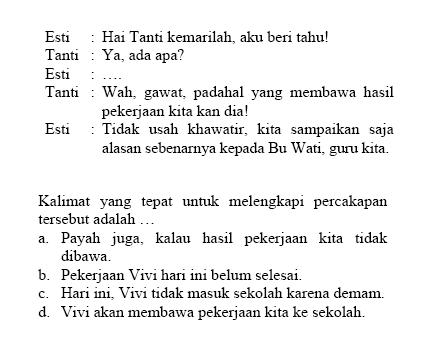 Esti : Hai Tanti kemarilah, aku beri tahu!
Tanti : Ya, ada apa?
Esti : ....
Tanti : Wah, gawat, padahal yang membawa hasil
pekerjaan kita kan dia!
Esti : Tidak usah khawatir, kita sampaikan saja
alasan sebenarnya kepada Bu Wati, guru kita.
Kalimat yang tepat untuk melengkapi percakapan
tersebut adalah ...
a. Payah juga, kalau hasil pekerjaan kita tidak
dibawa.
b. Pekerjaan Vivi hari ini belum selesai.
c. Hari ini, Vivi tidak masuk sekolah karena demam.
d. Vivi akan membawa pekerjaan kita ke sekolah.